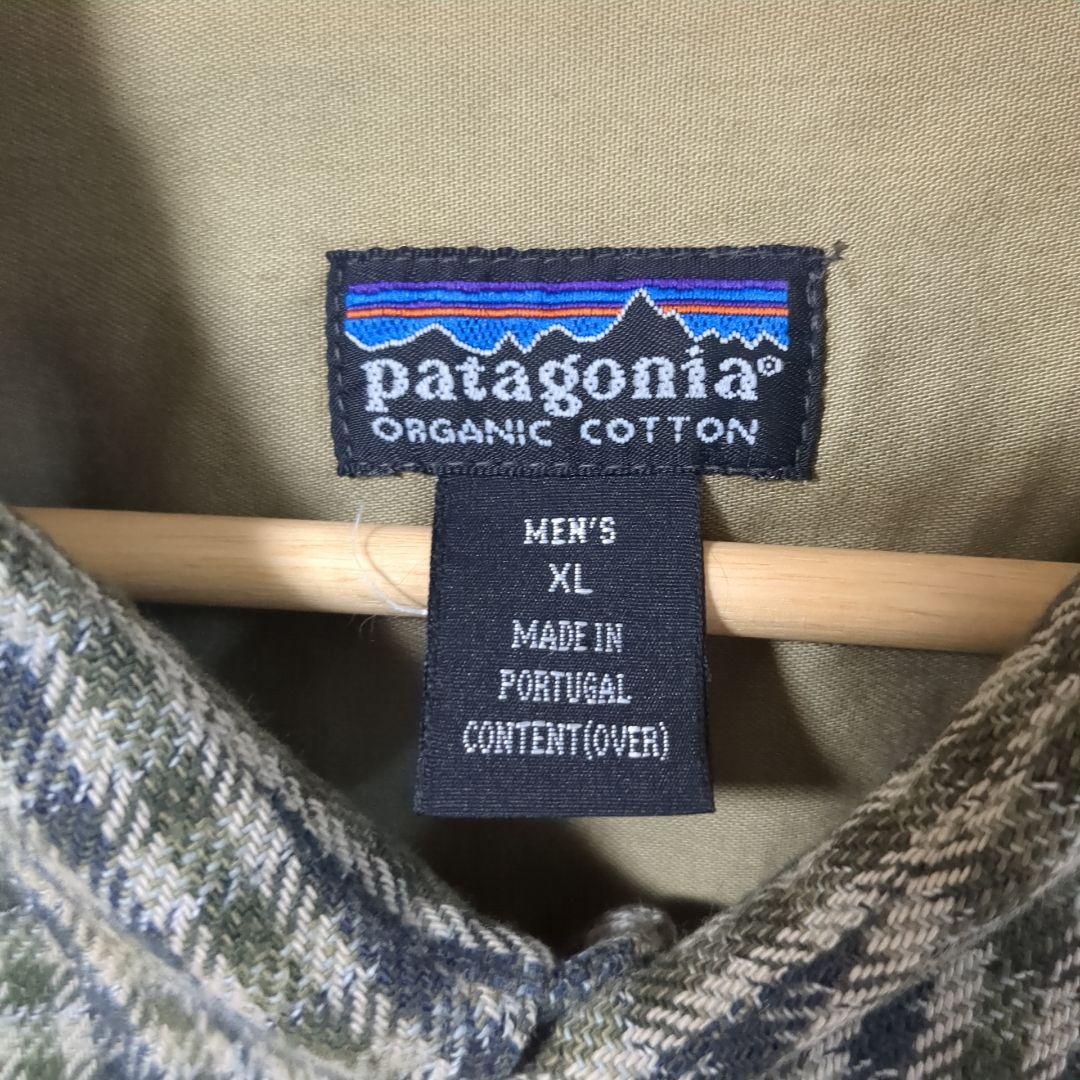 patagonia®
ORGANIC COTTON
MEN'S
XL
MADE IN
PORTUGAL
CONTENT(OVER)